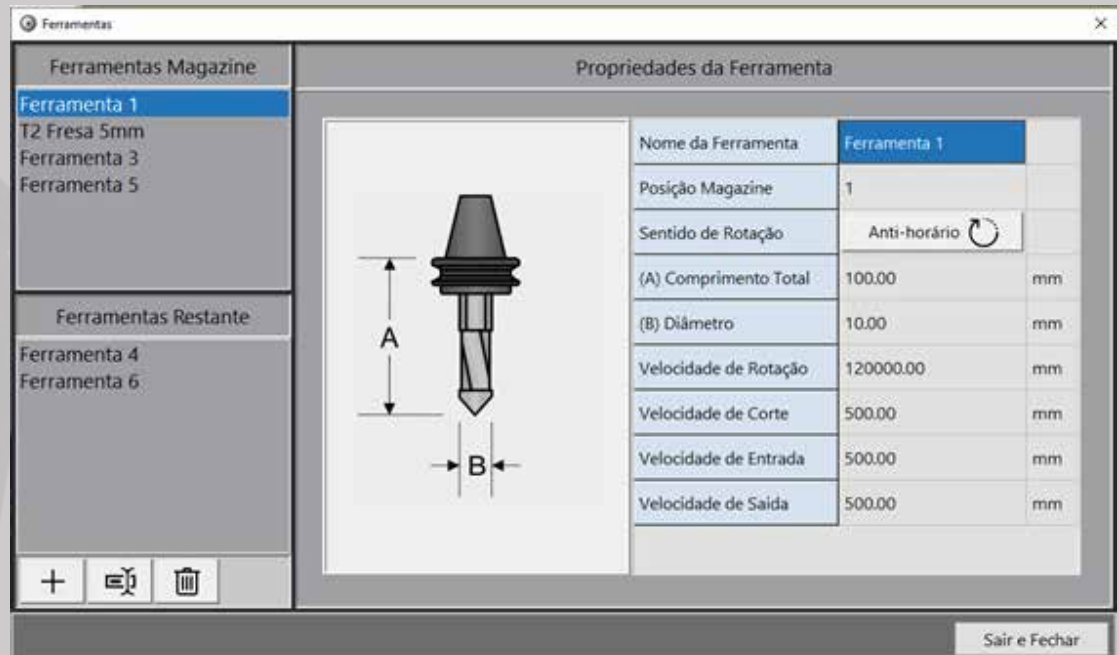 Ferramentas
Ferramentas Magazine
Ferramenta 1
T2 Fresa 5mm
Ferramenta 3
Ferramenta 5
Ferramentas Restante
Ferramenta 4
Ferramenta 6
Propriedades da Ferramenta
A
B
Nome da Ferramenta Ferramenta 1
Posição Magazine 1
Sentido de Rotação Anti-horário
(A) Comprimento Total 100.00 mm
(B) Diâmetro 10.00 mm
Velocidade de Rotação 120000.00 mm
Velocidade de Corte 500.00 mm
Velocidade de Entrada 500.00 mm
Velocidade de Saida 500.00 mm
Sair e Fechar